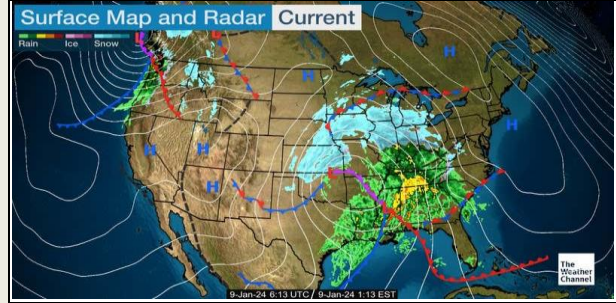 Surface Map and Radar Current
Rain Ice Snow
H
H
H
H
H
H
The
Weather
Channel
9-Jan-24 6:13 UTC / 9-Jan-24 1:13 EST